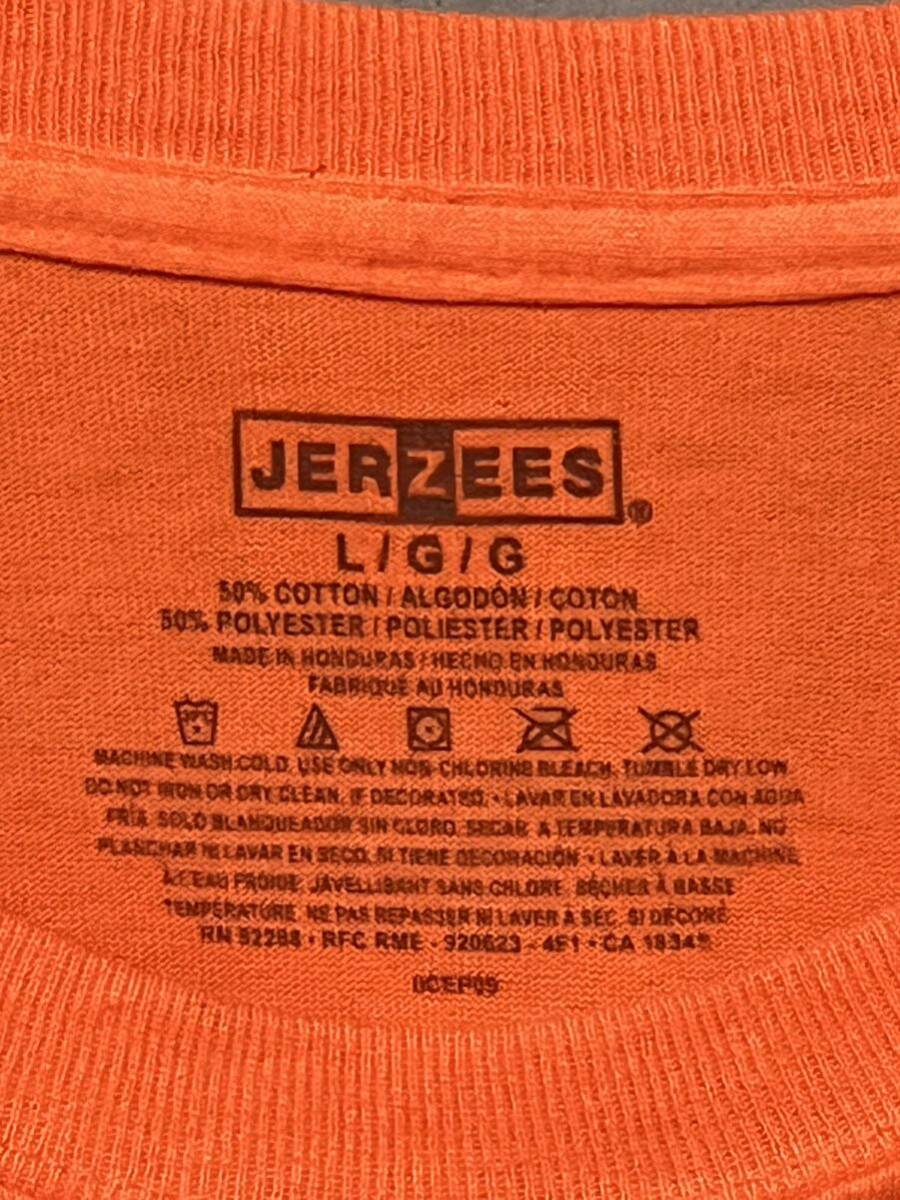 JERZEES®
L / G / G
50% COTTON / ALGODÓN / COTON
50% POLYESTER / POLIESTER / POLYESTER
MADE IN HONDURAS / HECHO EN HONDURAS
FABRIQUE AU HONDURAS
MACHINE WASH COLD. USE ONLY NON-CHLORINE BLEACH. TUMBLE DRY LOW
DO NOT IRON OR DRY CLEAN, IF DECORATED. • LAVAR EN LAVADORA CON AGUA
FRIA. SOLO BLANQUEADOR SIN CLORO. SECAR A TEMPERATURA BAJA. NO
PLANCHAR NI LAVAR EN SECO, SI TIENE DECORACIÓN • LAVER À LA MACHINE
À L'EAU FROIDE. JAVELLISANT SANS CHLORE. SÉCHER À BASSE
TEMPÉRATURE. NE PAS REPASSER NI LAVER A SEC, SI DÉCORÉ
RFC RME - 920623 - 4F1 • CA